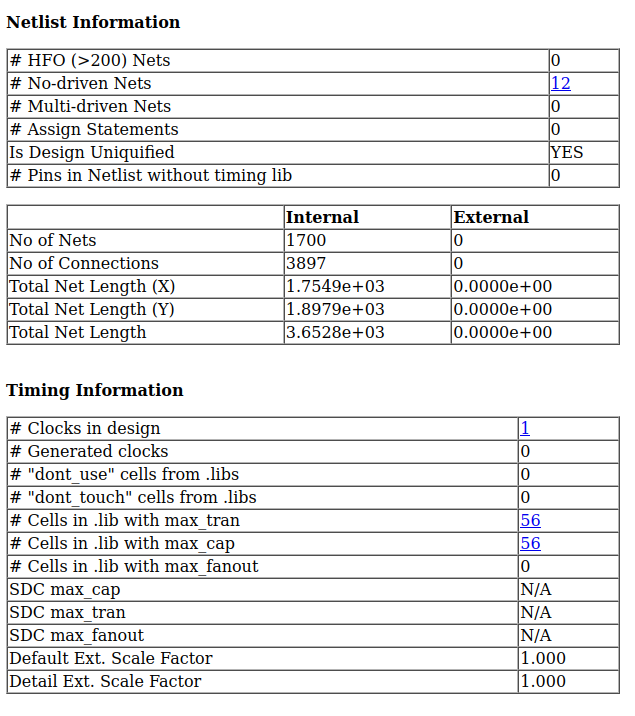 Netlist Information
# HFO (>200) Nets 0
# No-driven Nets 12
# Multi-driven Nets 0
# Assign Statements 0
Is Design Uniquified YES
# Pins in Netlist without timing lib 0
Internal External
No of Nets 1700 0
No of Connections 3897 0
Total Net Length (X) 1.7549e+03 0.0000e+00
Total Net Length (Y) 1.8979e+03 0.0000e+00
Total Net Length 3.6528e+03 0.0000e+00
Timing Information
# Clocks in design 1
# Generated clocks 0
# "dont_use" cells from .libs 0
# "dont_touch" cells from .libs 0
# Cells in .lib with max_tran 56
# Cells in .lib with max_cap 56
# Cells in .lib with max_fanout 0
SDC max_cap N/A
SDC max_tran N/A
SDC max_fanout N/A
Default Ext. Scale Factor 1.000
Detail Ext. Scale Factor 1.000